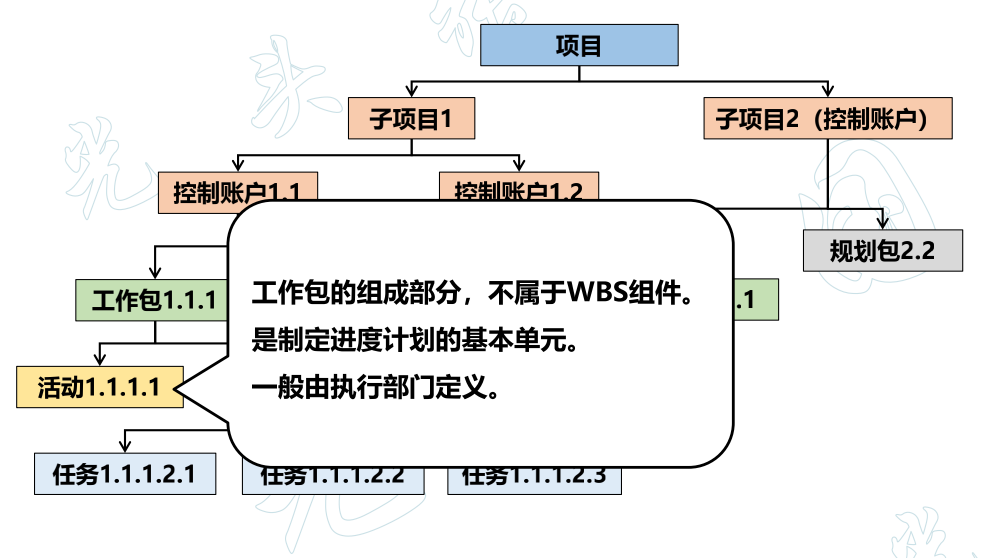 项目
子项目1
子项目2（控制账户）
控制账户1.1
控制账户1.2
规划包2.2
工作包1.1.1
.1
工作包的组成部分，不属于WBS组件。
是制定进度计划的基本单元。
一般由执行部门定义。
活动1.1.1.1
任务1.1.1.2.1
任务1.1.1.2.2
任务1.1.1.2.3